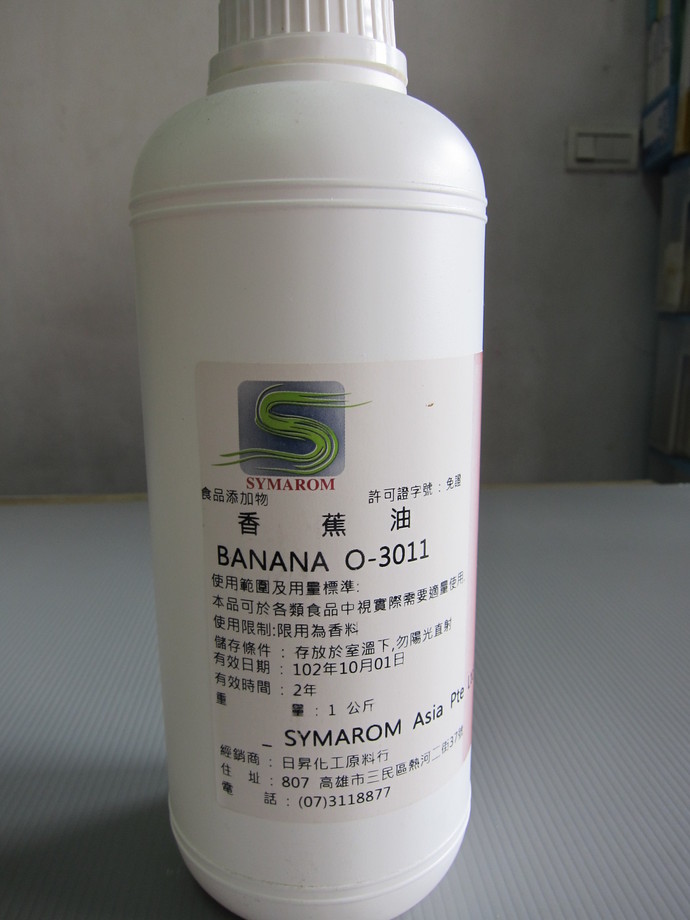 SYMAROM
食品添加物 許可證字號：免證
香 蕉 油
BANANA O-3011
使用範圍及用量標準:
本品可於各類食品中視實際需要適量使用
使用限制:限用為香料
儲存條件：存放於室溫下,勿陽光直射
有效日期：102年10月01日
有效時間：2年
重 量：1 公斤
SYMAROM Asia Pte
經銷商：日昇化工原料行
住 址：807 高雄市三民區熱河二街37號
電 話：(07)3118877